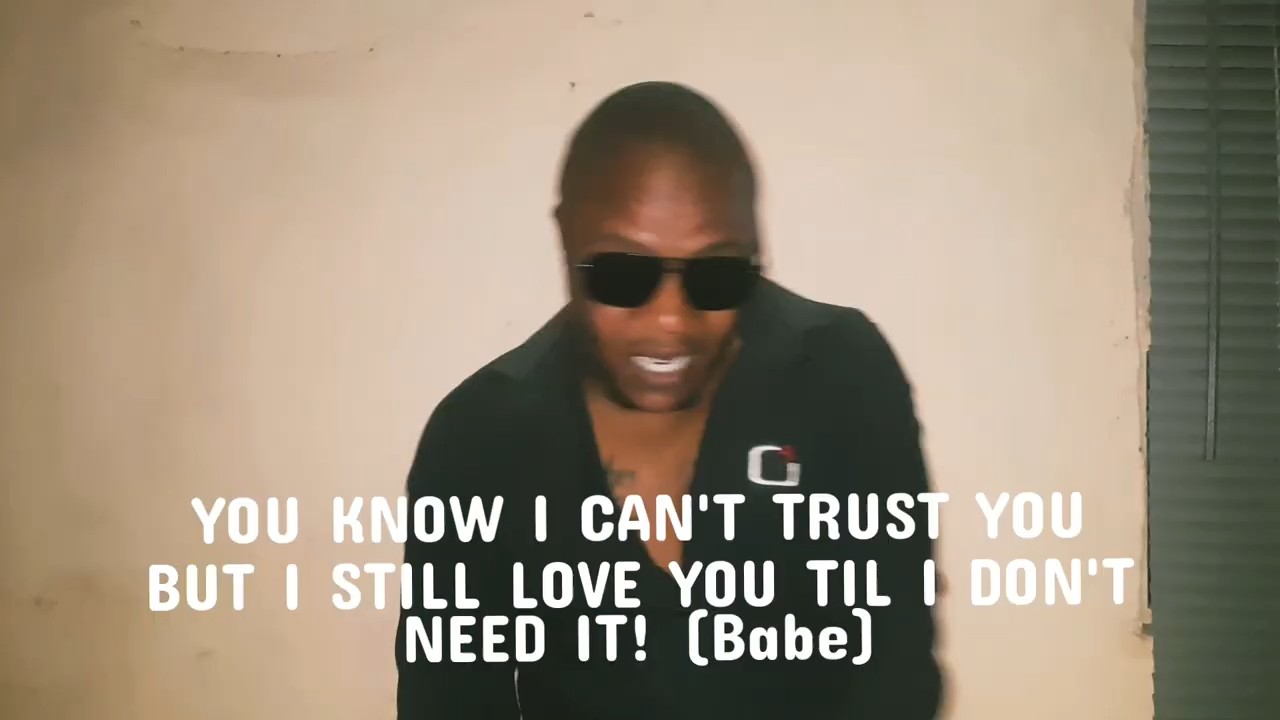 YOU KNOW I CAN'T TRUST YOU
BUT I STILL LOVE YOU TIL I DON'T
NEED IT! (Babe)